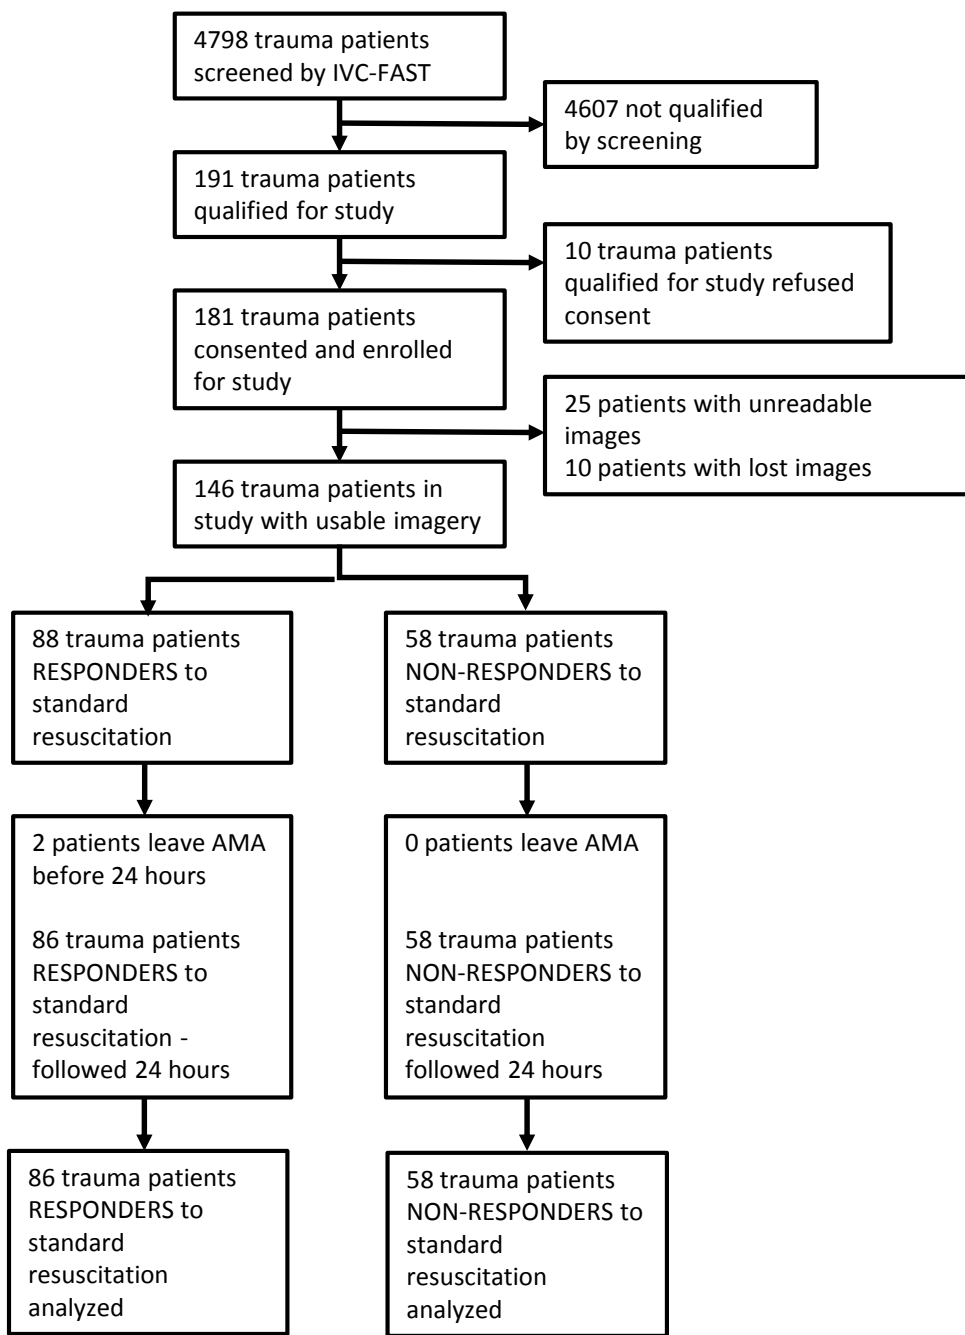 4798 trauma patients
screened by IVC-FAST
4607 not qualified
by screening
191 trauma patients
qualified for study
10 trauma patients
qualified for study refused
consent
181 trauma patients
consented and enrolled
for study
25 patients with unreadable
images
10 patients with lost images
146 trauma patients in
study with usable imagery
88 trauma patients
RESPONDERS to
standard
resuscitation
58 trauma patients
NON-RESPONDERS to
standard
resuscitation
2 patients leave AMA
before 24 hours
86 trauma patients
RESPONDERS to
standard
resuscitation -
followed 24 hours
0 patients leave AMA
58 trauma patients
NON-RESPONDERS to
standard
resuscitation
followed 24 hours
86 trauma patients
RESPONDERS to
standard
resuscitation
analyzed
58 trauma patients
NON-RESPONDERS to
standard
resuscitation
analyzed